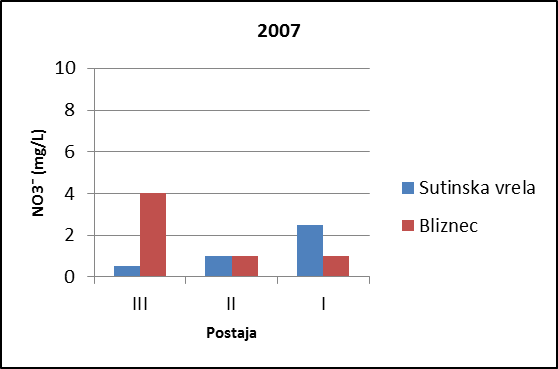 2007
NO3⁻ (mg/L)
10
8
6
4
2
0
III II I
Postaja
Sutinska vrela
Bliznec